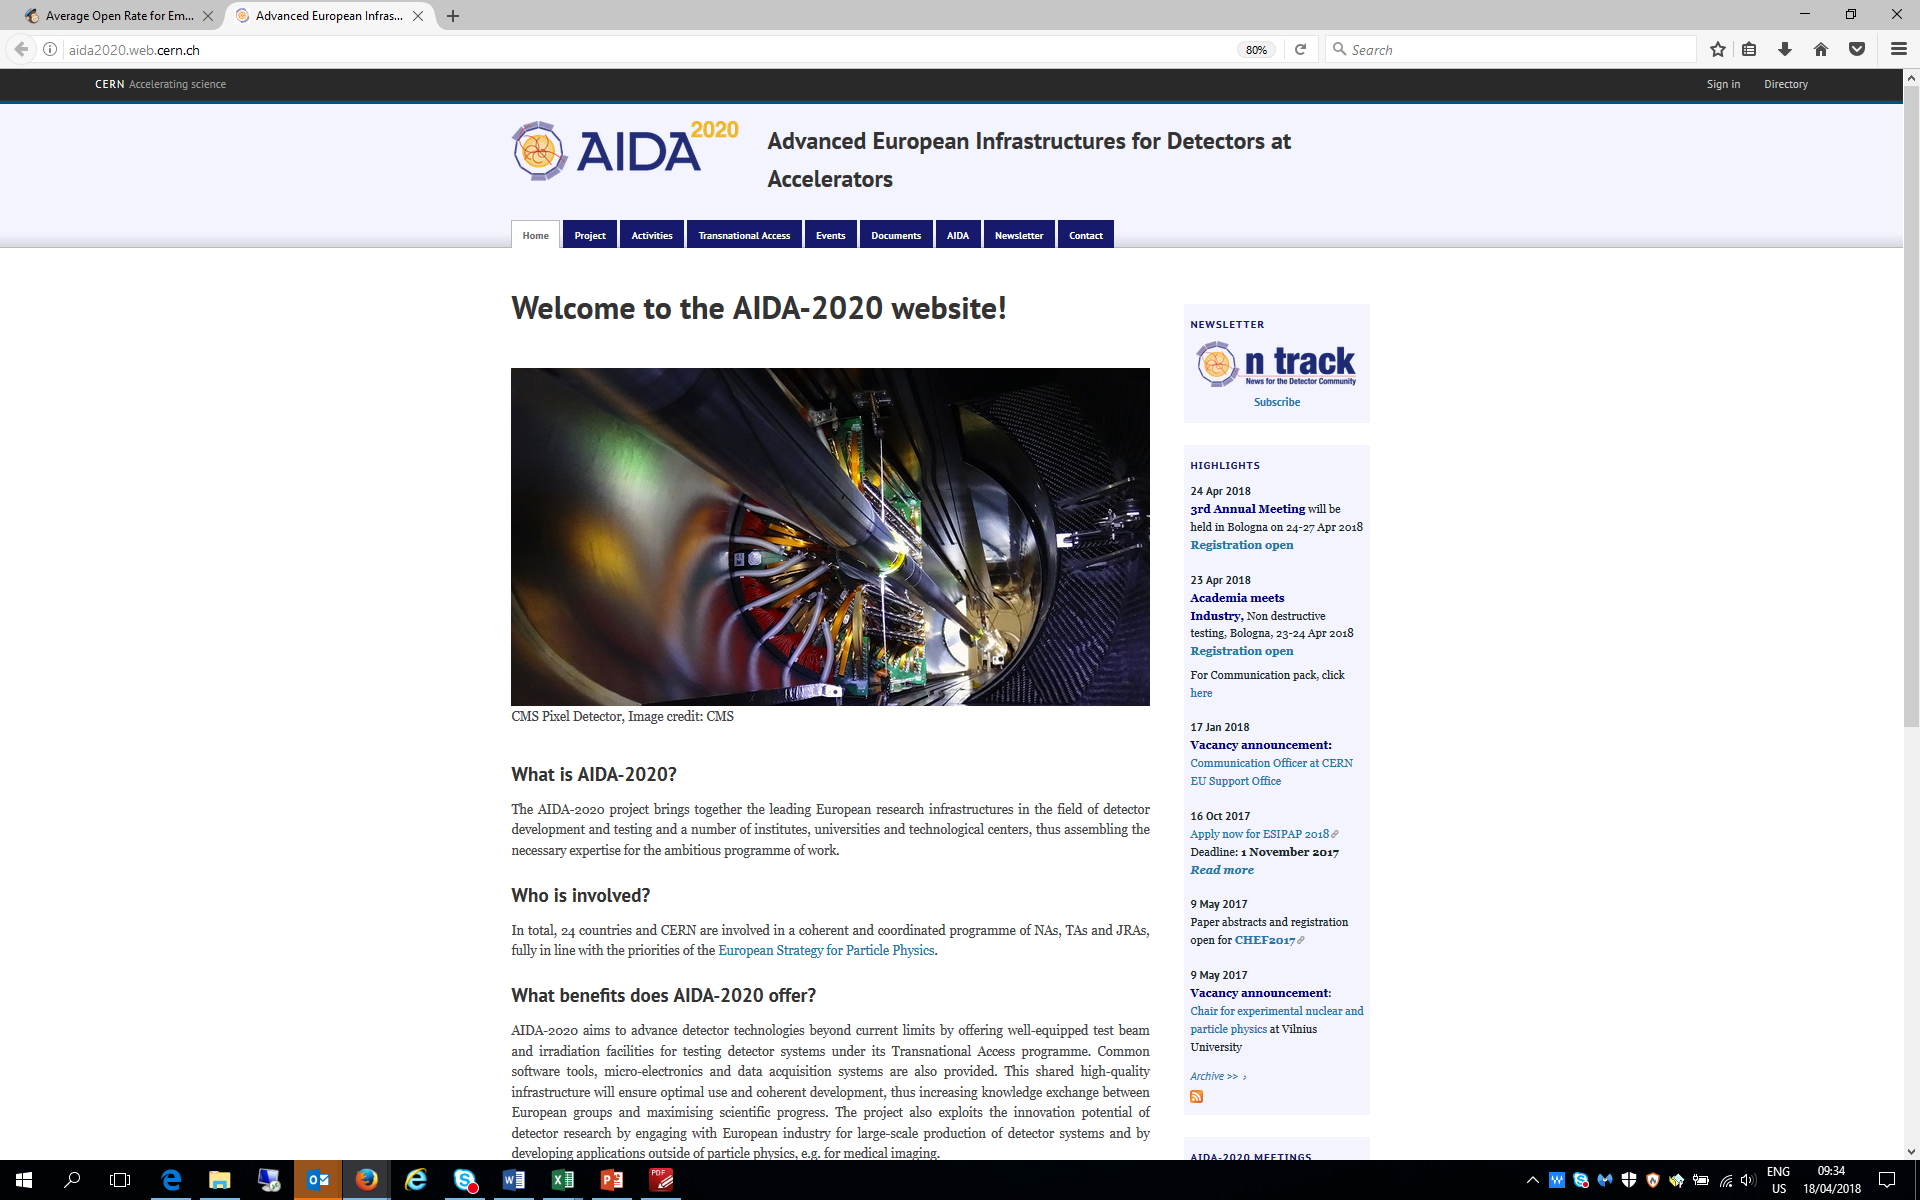 Average Open Rate for Em...
Advanced European Infras...
aida2020.web.cern.ch
80%
Search
CERN Accelerating science
Sign in
Directory
AIDA 2020
Advanced European Infrastructures for Detectors at
Accelerators
Home
Project
Activities
Transnational Access
Events
Documents
AIDA
Newsletter
Contact
Welcome to the AIDA-2020 website!
CMS Pixel Detector, Image credit: CMS
What is AIDA-2020?
The AIDA-2020 project brings together the leading European research infrastructures in the field of detector
development and testing and a number of institutes, universities and technological centers, thus assembling the
necessary expertise for the ambitious programme of work.
Who is involved?
In total, 24 countries and CERN are involved in a coherent and coordinated programme of NAs, TAs and JRAs,
fully in line with the priorities of the European Strategy for Particle Physics.
What benefits does AIDA-2020 offer?
AIDA-2020 aims to advance detector technologies beyond current limits by offering well-equipped test beam
and irradiation facilities for testing detector systems under its Transnational Access programme. Common
software tools, micro-electronics and data acquisition systems are also provided. This shared high-quality
infrastructure will ensure optimal use and coherent development, thus increasing knowledge exchange between
European groups and maximising scientific progress. The project also exploits the innovation potential of
detector research by engaging with European industry for large-scale production of detector systems and by
developing applications outside of particle physics, e.g. for medical imaging.
NEWSLETTER
n track
News for the Detector Community
Subscribe
HIGHLIGHTS
24 Apr 2018
3rd Annual Meeting will be
held in Bologna on 24-27 Apr 2018
Registration open
23 Apr 2018
Academia meets
Industry, Non destructive
testing, Bologna, 23-24 Apr 2018
Registration open
For Communication pack, click
here
17 Jan 2018
Vacancy announcement:
Communication Officer at CERN
EU Support Office
16 Oct 2017
Apply now for ESIPAP 2018
Deadline: 1 November 2017
Read more
9 May 2017
Paper abstracts and registration
open for CHEF2017
9 May 2017
Vacancy announcement:
Chair for experimental nuclear and
particle physics at Vilnius
University
Archive >> ›
AIDA-2020 MEETINGS
PDF
ENG
US
09:34
18/04/2018